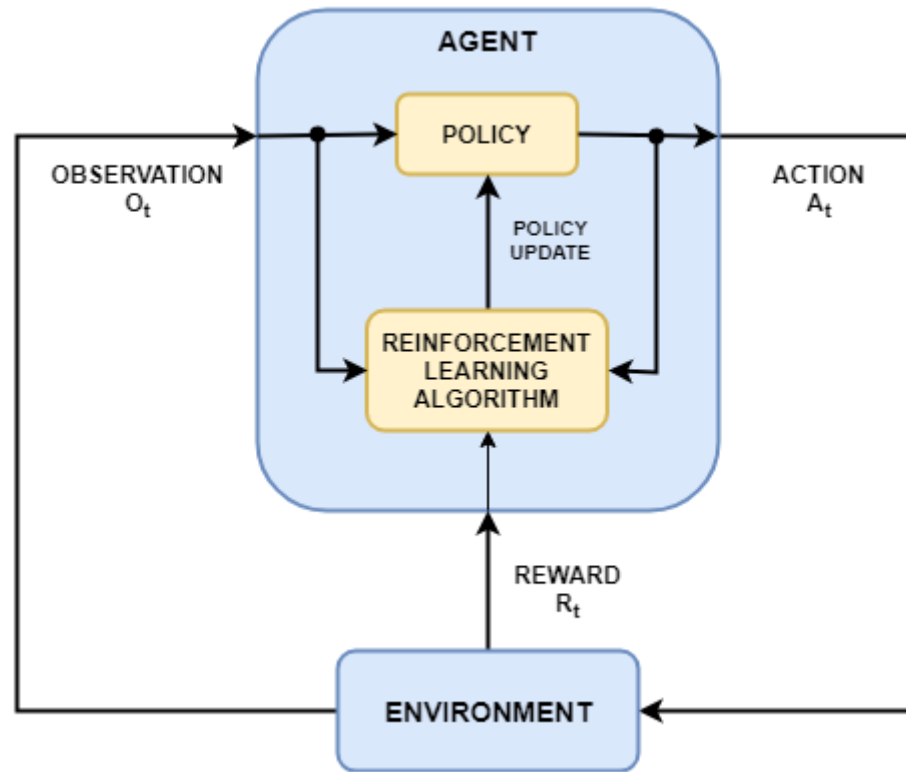 AGENT
POLICY
OBSERVATION
Oₜ
ACTION
Aₜ
POLICY
UPDATE
REINFORCEMENT
LEARNING
ALGORITHM
REWARD
Rₜ
ENVIRONMENT